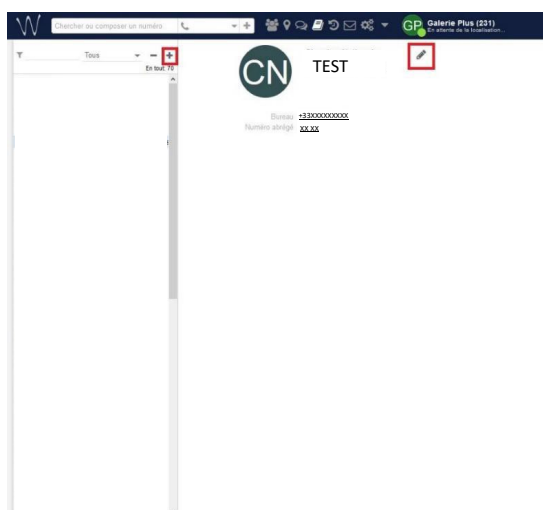 Chercher ou composer un numéro
Galerie Plus (231)
En attente de la localisation...
GP
Tous
En tout: 70
CN
TEST
Bureau +33XXXXXXXXX
Numéro abrégé XX XX